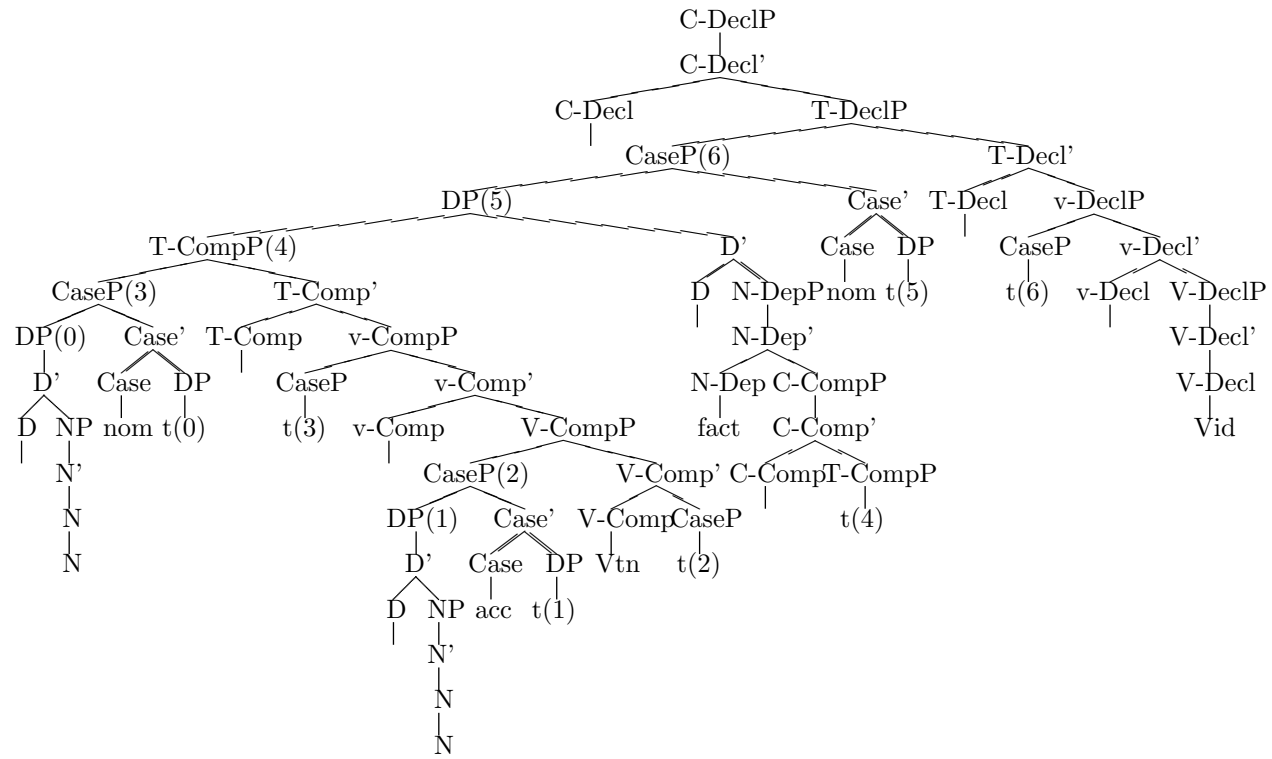 C-DeclP
C-Decl'
C-Decl T-DeclP
CaseP(6) T-Decl'
DP(5) Case' T-Decl v-DeclP
T-CompP(4) D' Case DP CaseP v-Decl'
CaseP(3) T-Comp' D N-DepP nom t(5) t(6) v-Decl V-DeclP
DP(0) Case' T-Comp v-CompP N-Dep' V-Decl'
D' Case DP CaseP v-Comp' N-Dep C-CompP V-Decl
D NP nom t(0) t(3) v-Comp V-CompP fact C-Comp' Vid
N' CaseP(2) V-Comp' C-Comp T-CompP
N DP(1) Case' V-Comp CaseP t(4)
N D' Case DP Vtn t(2)
D NP acc t(1)
N'
N
N